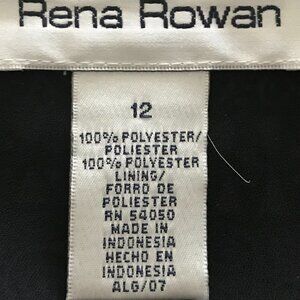 Rena Rowan
12
100% POLYESTER/
POLIESTER
100% POLYESTER
LINING/
FORRO DE
POLIESTER
RN 54050
MADE IN
INDONESIA
HECHO EN
INDONESIA
ALG/07